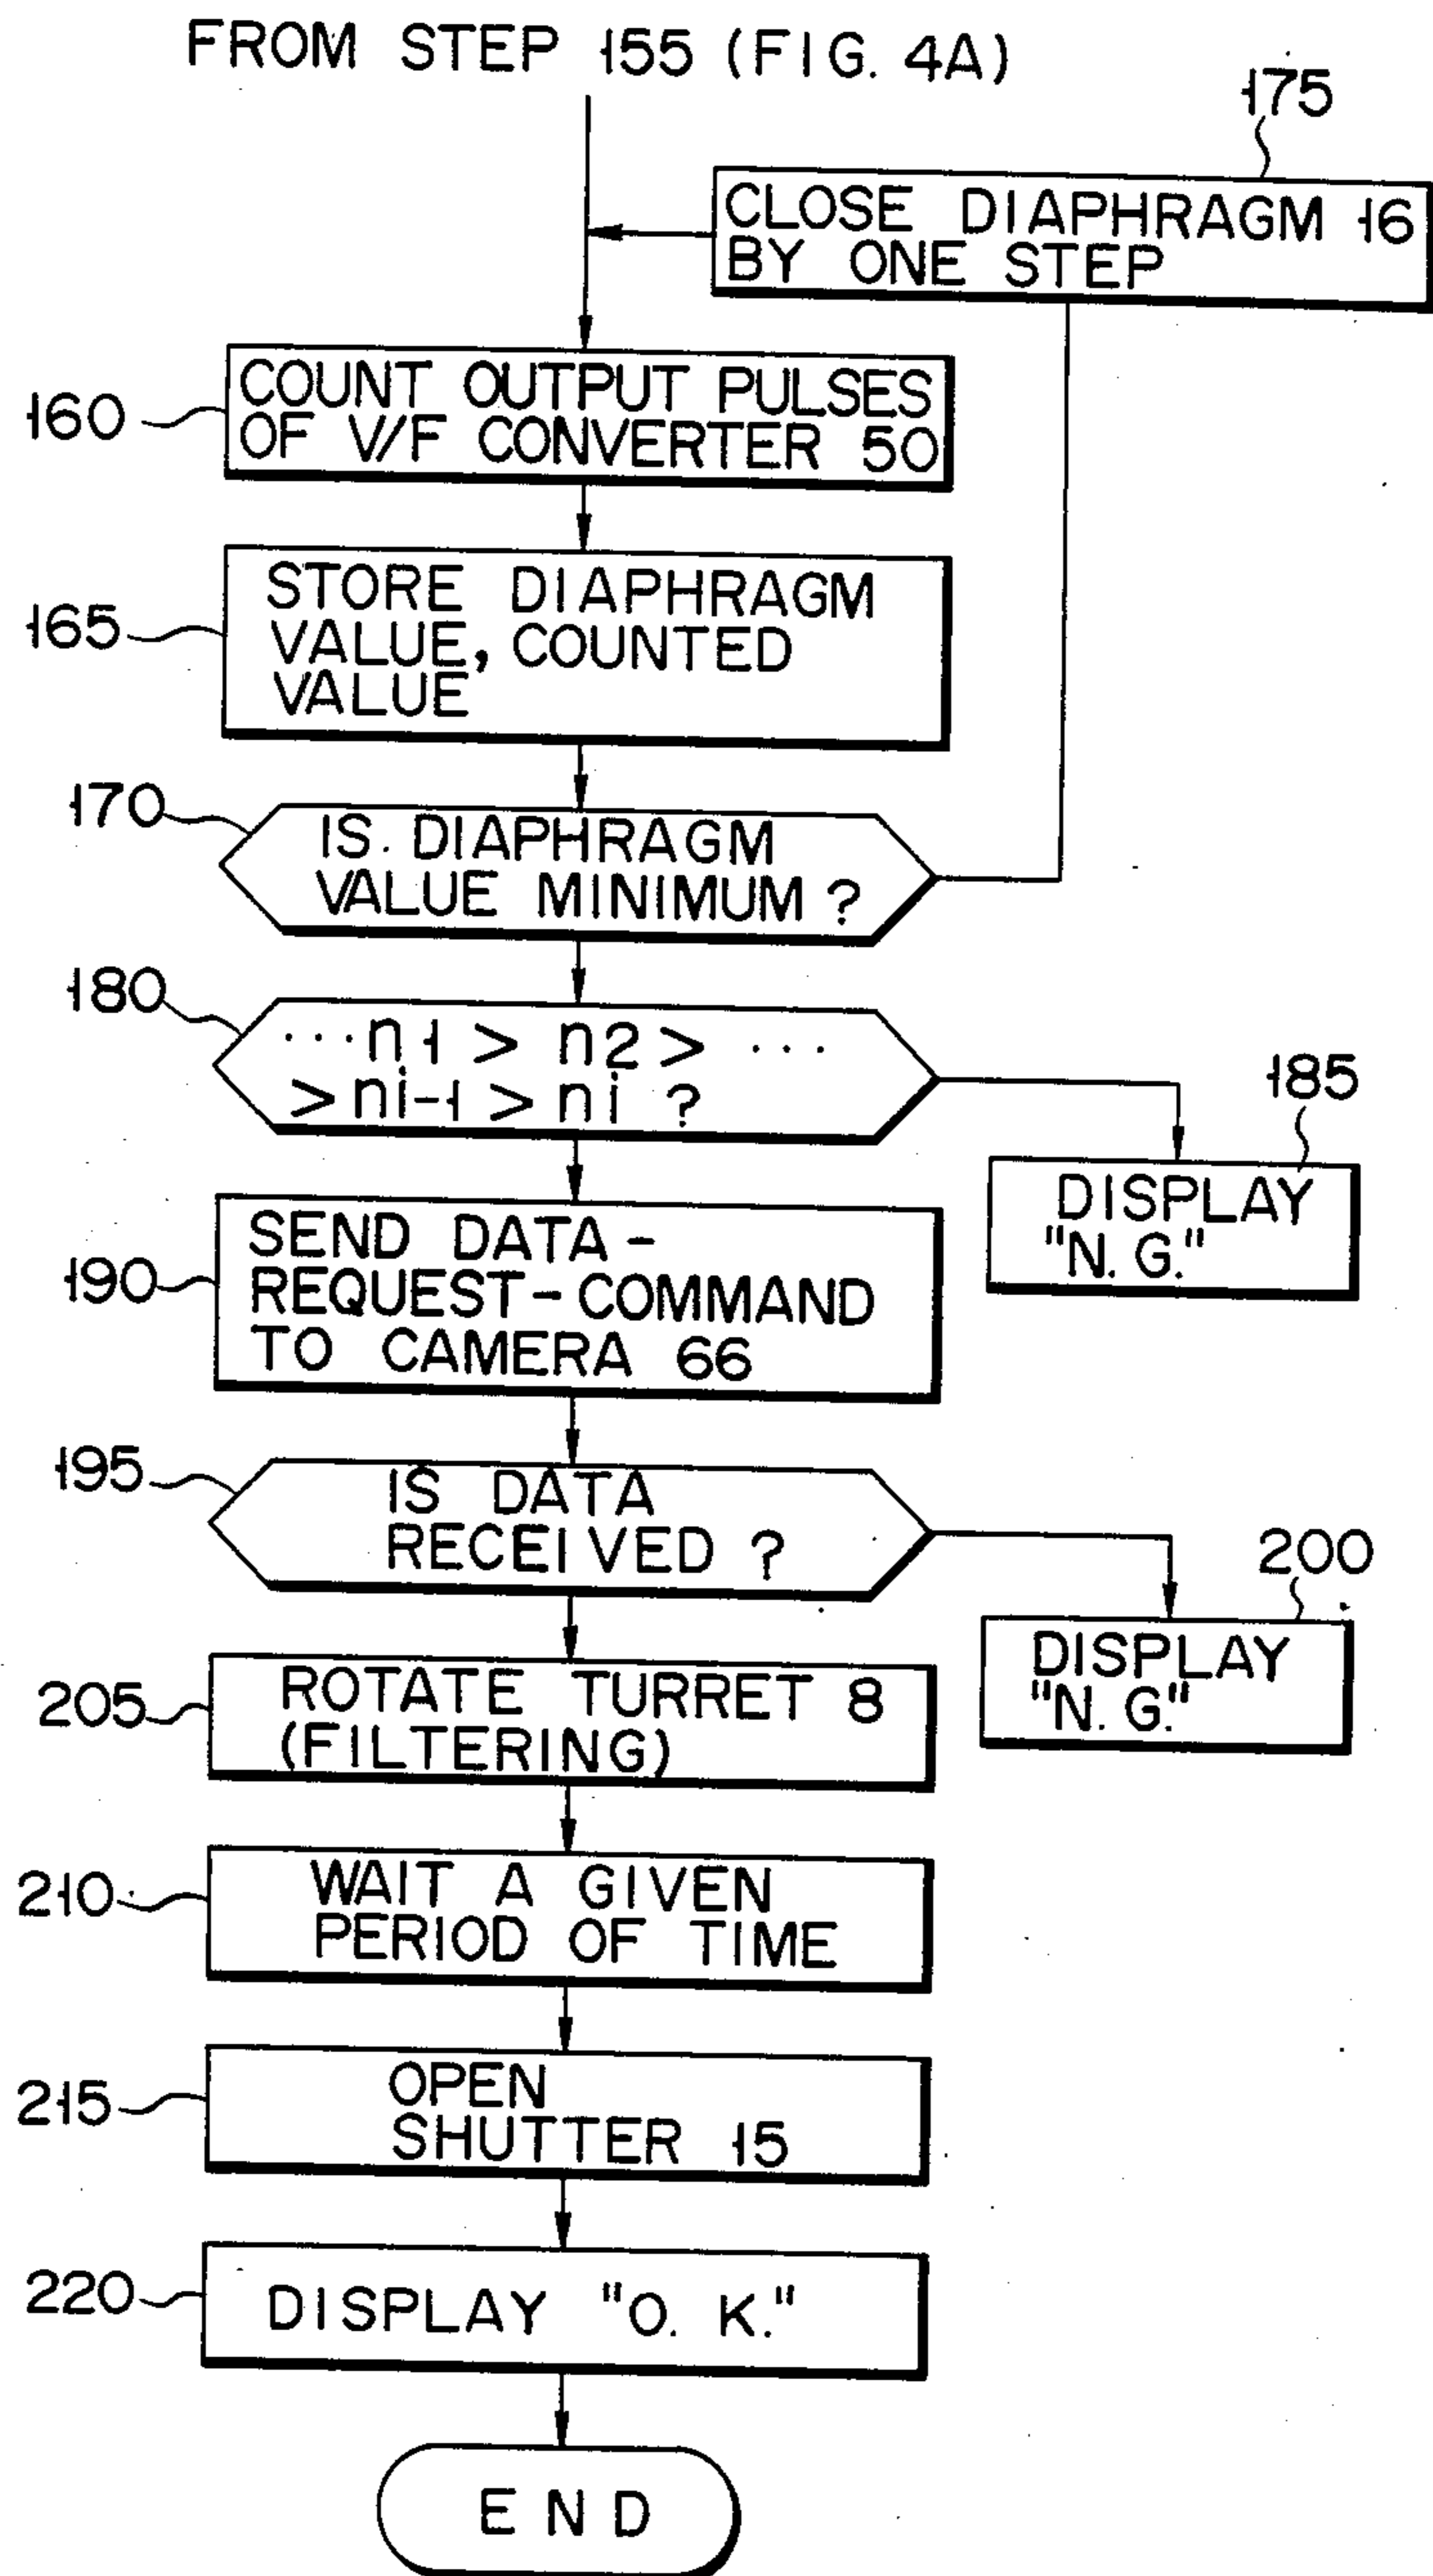 FROM STEP 155 (FIG. 4A)
175
CLOSE DIAPHRAGM 16
BY ONE STEP
160
COUNT OUTPUT PULSES
OF V/F CONVERTER 50
165
STORE DIAPHRAGM
VALUE, COUNTED
VALUE
170
IS DIAPHRAGM
VALUE MINIMUM ?
180
···n1 > n2 > ···
> ni-1 > ni ?
185
DISPLAY
"N. G."
190
SEND DATA -
REQUEST - COMMAND
TO CAMERA 66
195
IS DATA
RECEIVED ?
200
DISPLAY
"N. G."
205
ROTATE TURRET 8
(FILTERING)
210
WAIT A GIVEN
PERIOD OF TIME
215
OPEN
SHUTTER 15
220
DISPLAY "O. K."
END